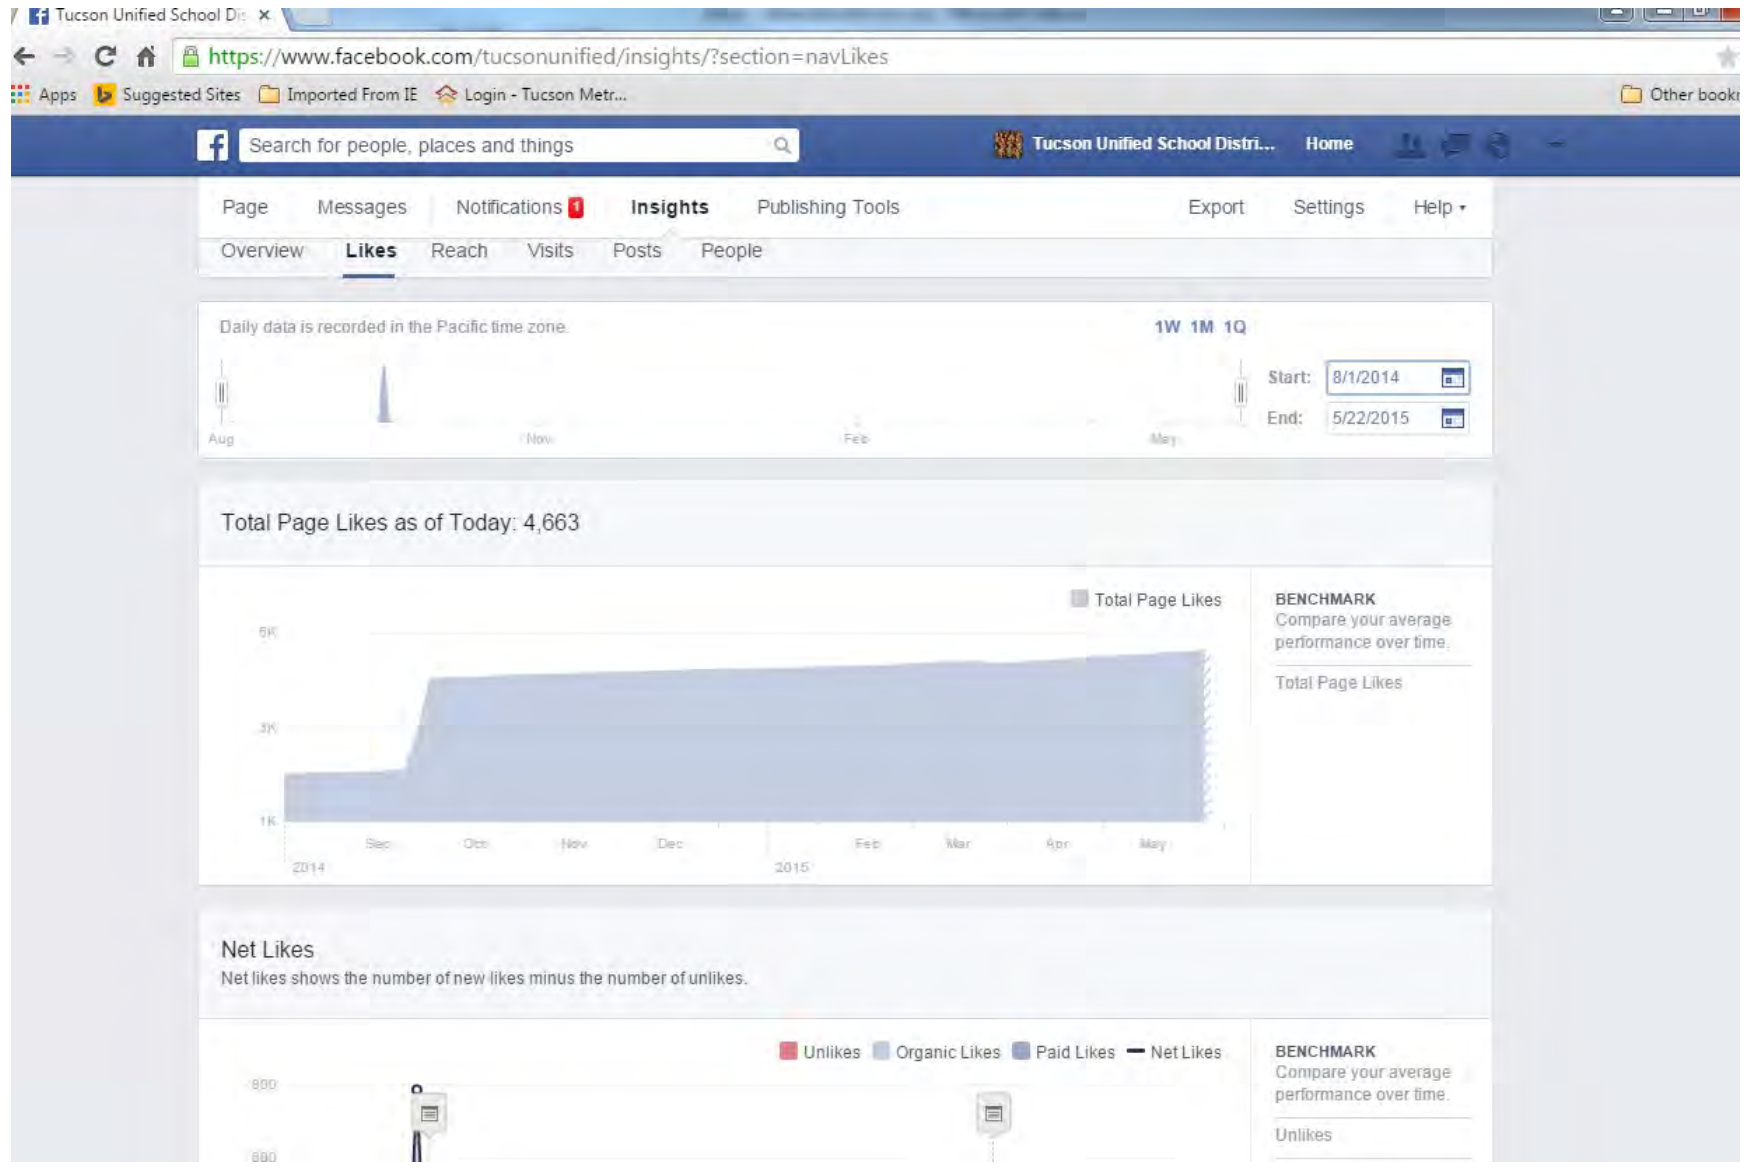 Tucson Unified School Di
https://www.facebook.com/tucsonunified/insights/?section=navLikes
Apps Suggested Sites Imported From IE Login - Tucson Metr... Other bookr
Search for people, places and things Tucson Unified School Distri... Home
Page Messages Notifications 1 Insights Publishing Tools Export Settings Help
Overview Likes Reach Visits Posts People
Daily data is recorded in the Pacific time zone. 1W 1M 1Q
Start: 8/1/2014
End: 5/22/2015
Aug Nov Feb May
Total Page Likes as of Today: 4,663
Total Page Likes
BENCHMARK
Compare your average
performance over time.
Total Page Likes
5K
3K
1K
Sep Oct Nov Dec Feb Mar Apr May
2014 2015
Net Likes
Net likes shows the number of new likes minus the number of unlikes.
Unlikes Organic Likes Paid Likes Net Likes
BENCHMARK
Compare your average
performance over time.
Unlikes